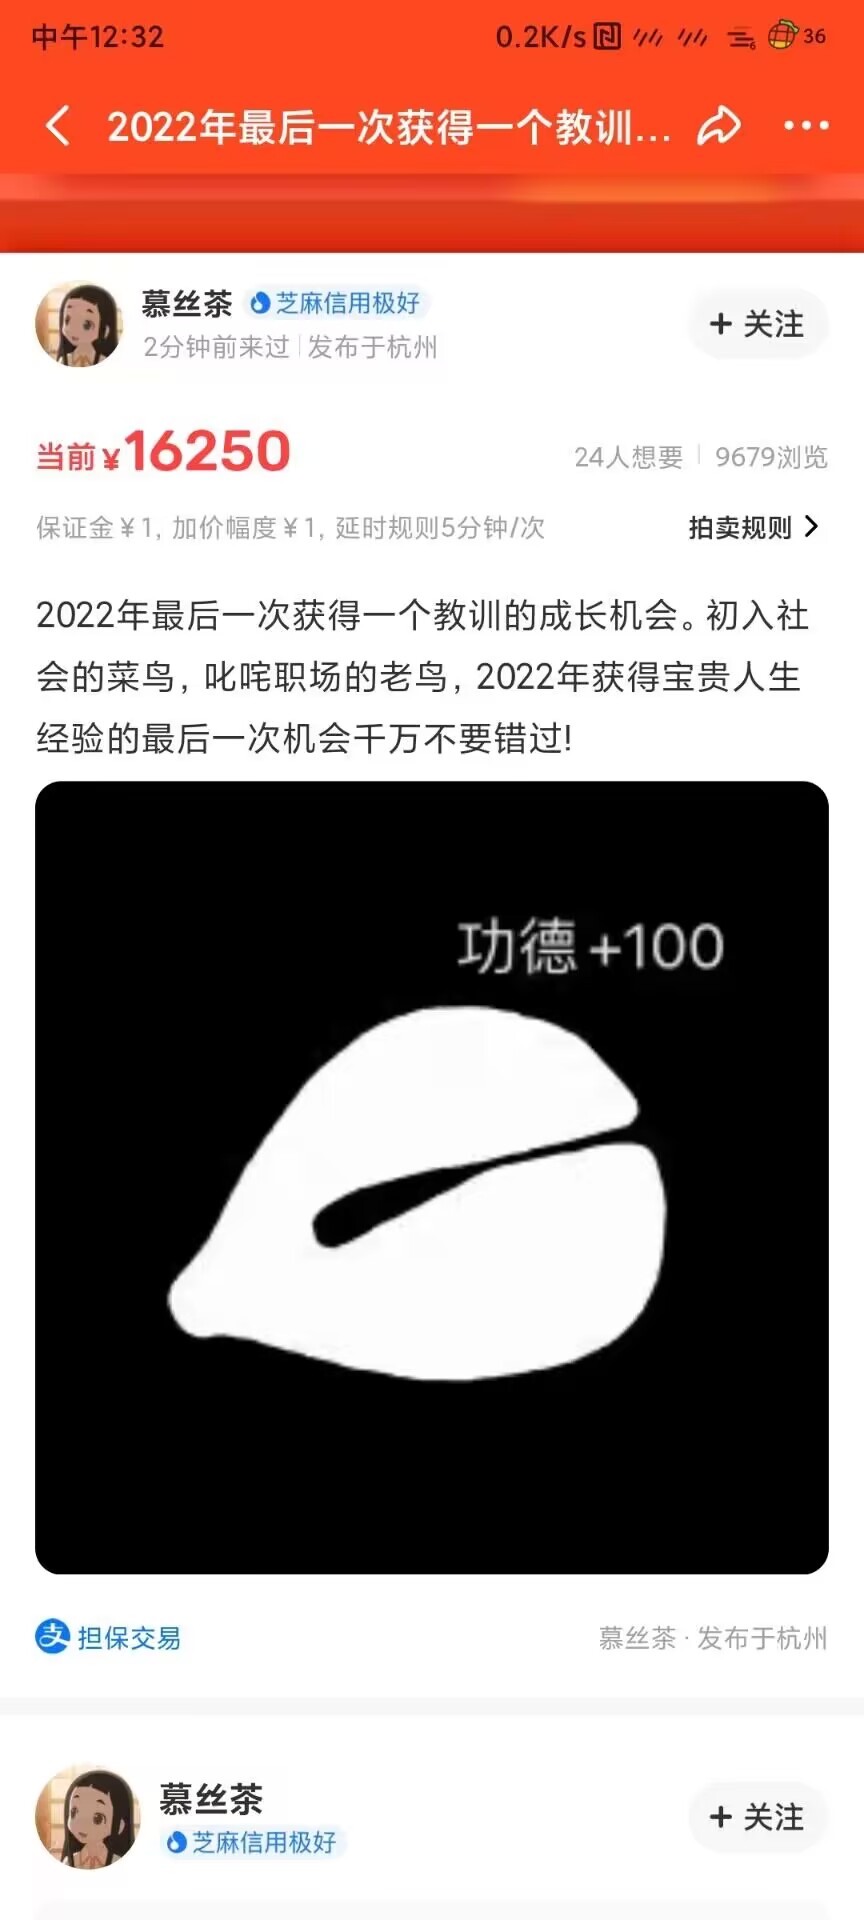 中午12:32
0.2K/s
6
36
2022年最后一次获得一个教训...
慕丝茶 芝麻信用极好
2分钟前来过 | 发布于杭州
+ 关注
当前 ¥16250
24人想要 | 9679浏览
保证金¥1, 加价幅度¥1, 延时规则5分钟/次
拍卖规则
2022年最后一次获得一个教训的成长机会。初入社
会的菜鸟, 叱咤职场的老鸟, 2022年获得宝贵人生
经验的最后一次机会千万不要错过!
功德 +100
支 担保交易
慕丝茶 · 发布于杭州
慕丝茶
芝麻信用极好
+ 关注